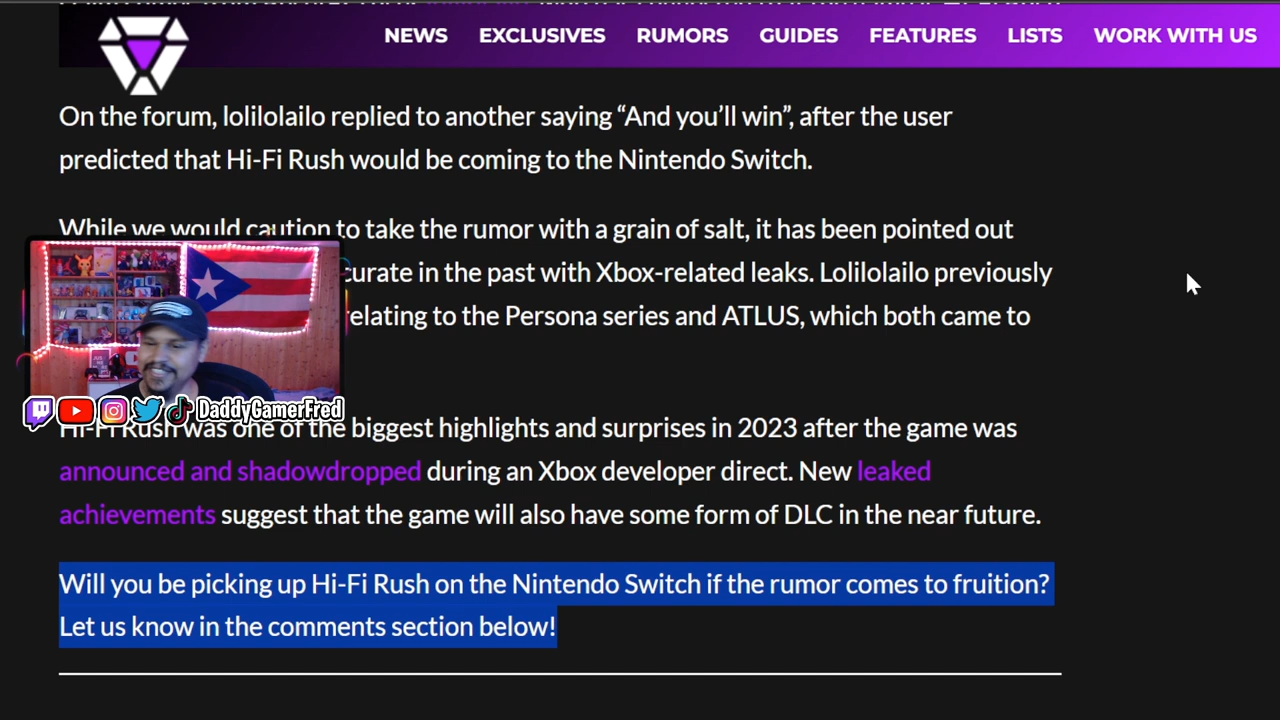 NEWS EXCLUSIVES RUMORS GUIDES FEATURES LISTS WORK WITH US
On the forum, lolilolailo replied to another saying “And you’ll win”, after the user
predicted that Hi-Fi Rush would be coming to the Nintendo Switch.
While we would caution to take the rumor with a grain of salt, it has been pointed out
curate in the past with Xbox-related leaks. Lolilolailo previously
elating to the Persona series and ATLUS, which both came to
DaddyGamerFred
Hi-Fi Rush was one of the biggest highlights and surprises in 2023 after the game was
announced and shadowdropped during an Xbox developer direct. New leaked
achievements suggest that the game will also have some form of DLC in the near future.
Will you be picking up Hi-Fi Rush on the Nintendo Switch if the rumor comes to fruition?
Let us know in the comments section below!